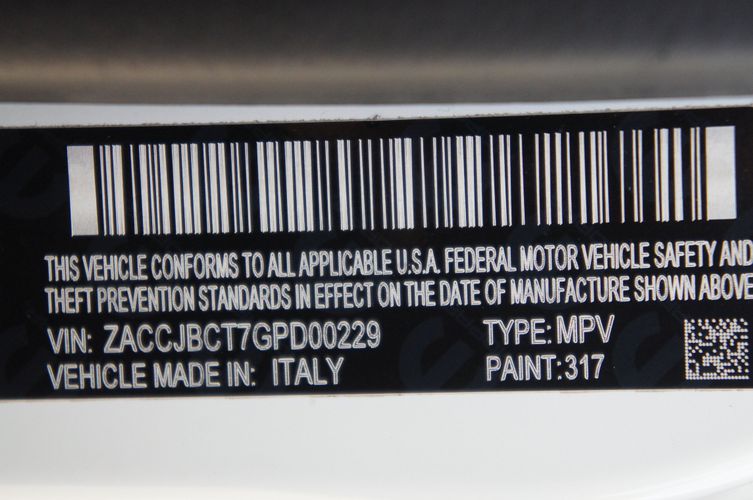 THIS VEHICLE CONFORMS TO ALL APPLICABLE U.S.A. FEDERAL MOTOR VEHICLE SAFETY AND
THEFT PREVENTION STANDARDS IN EFFECT ON THE DATE OF MANUFACTURE SHOWN ABOVE
VIN: ZACCJBCT7GPD00229 TYPE: MPV
VEHICLE MADE IN: ITALY PAINT: 317